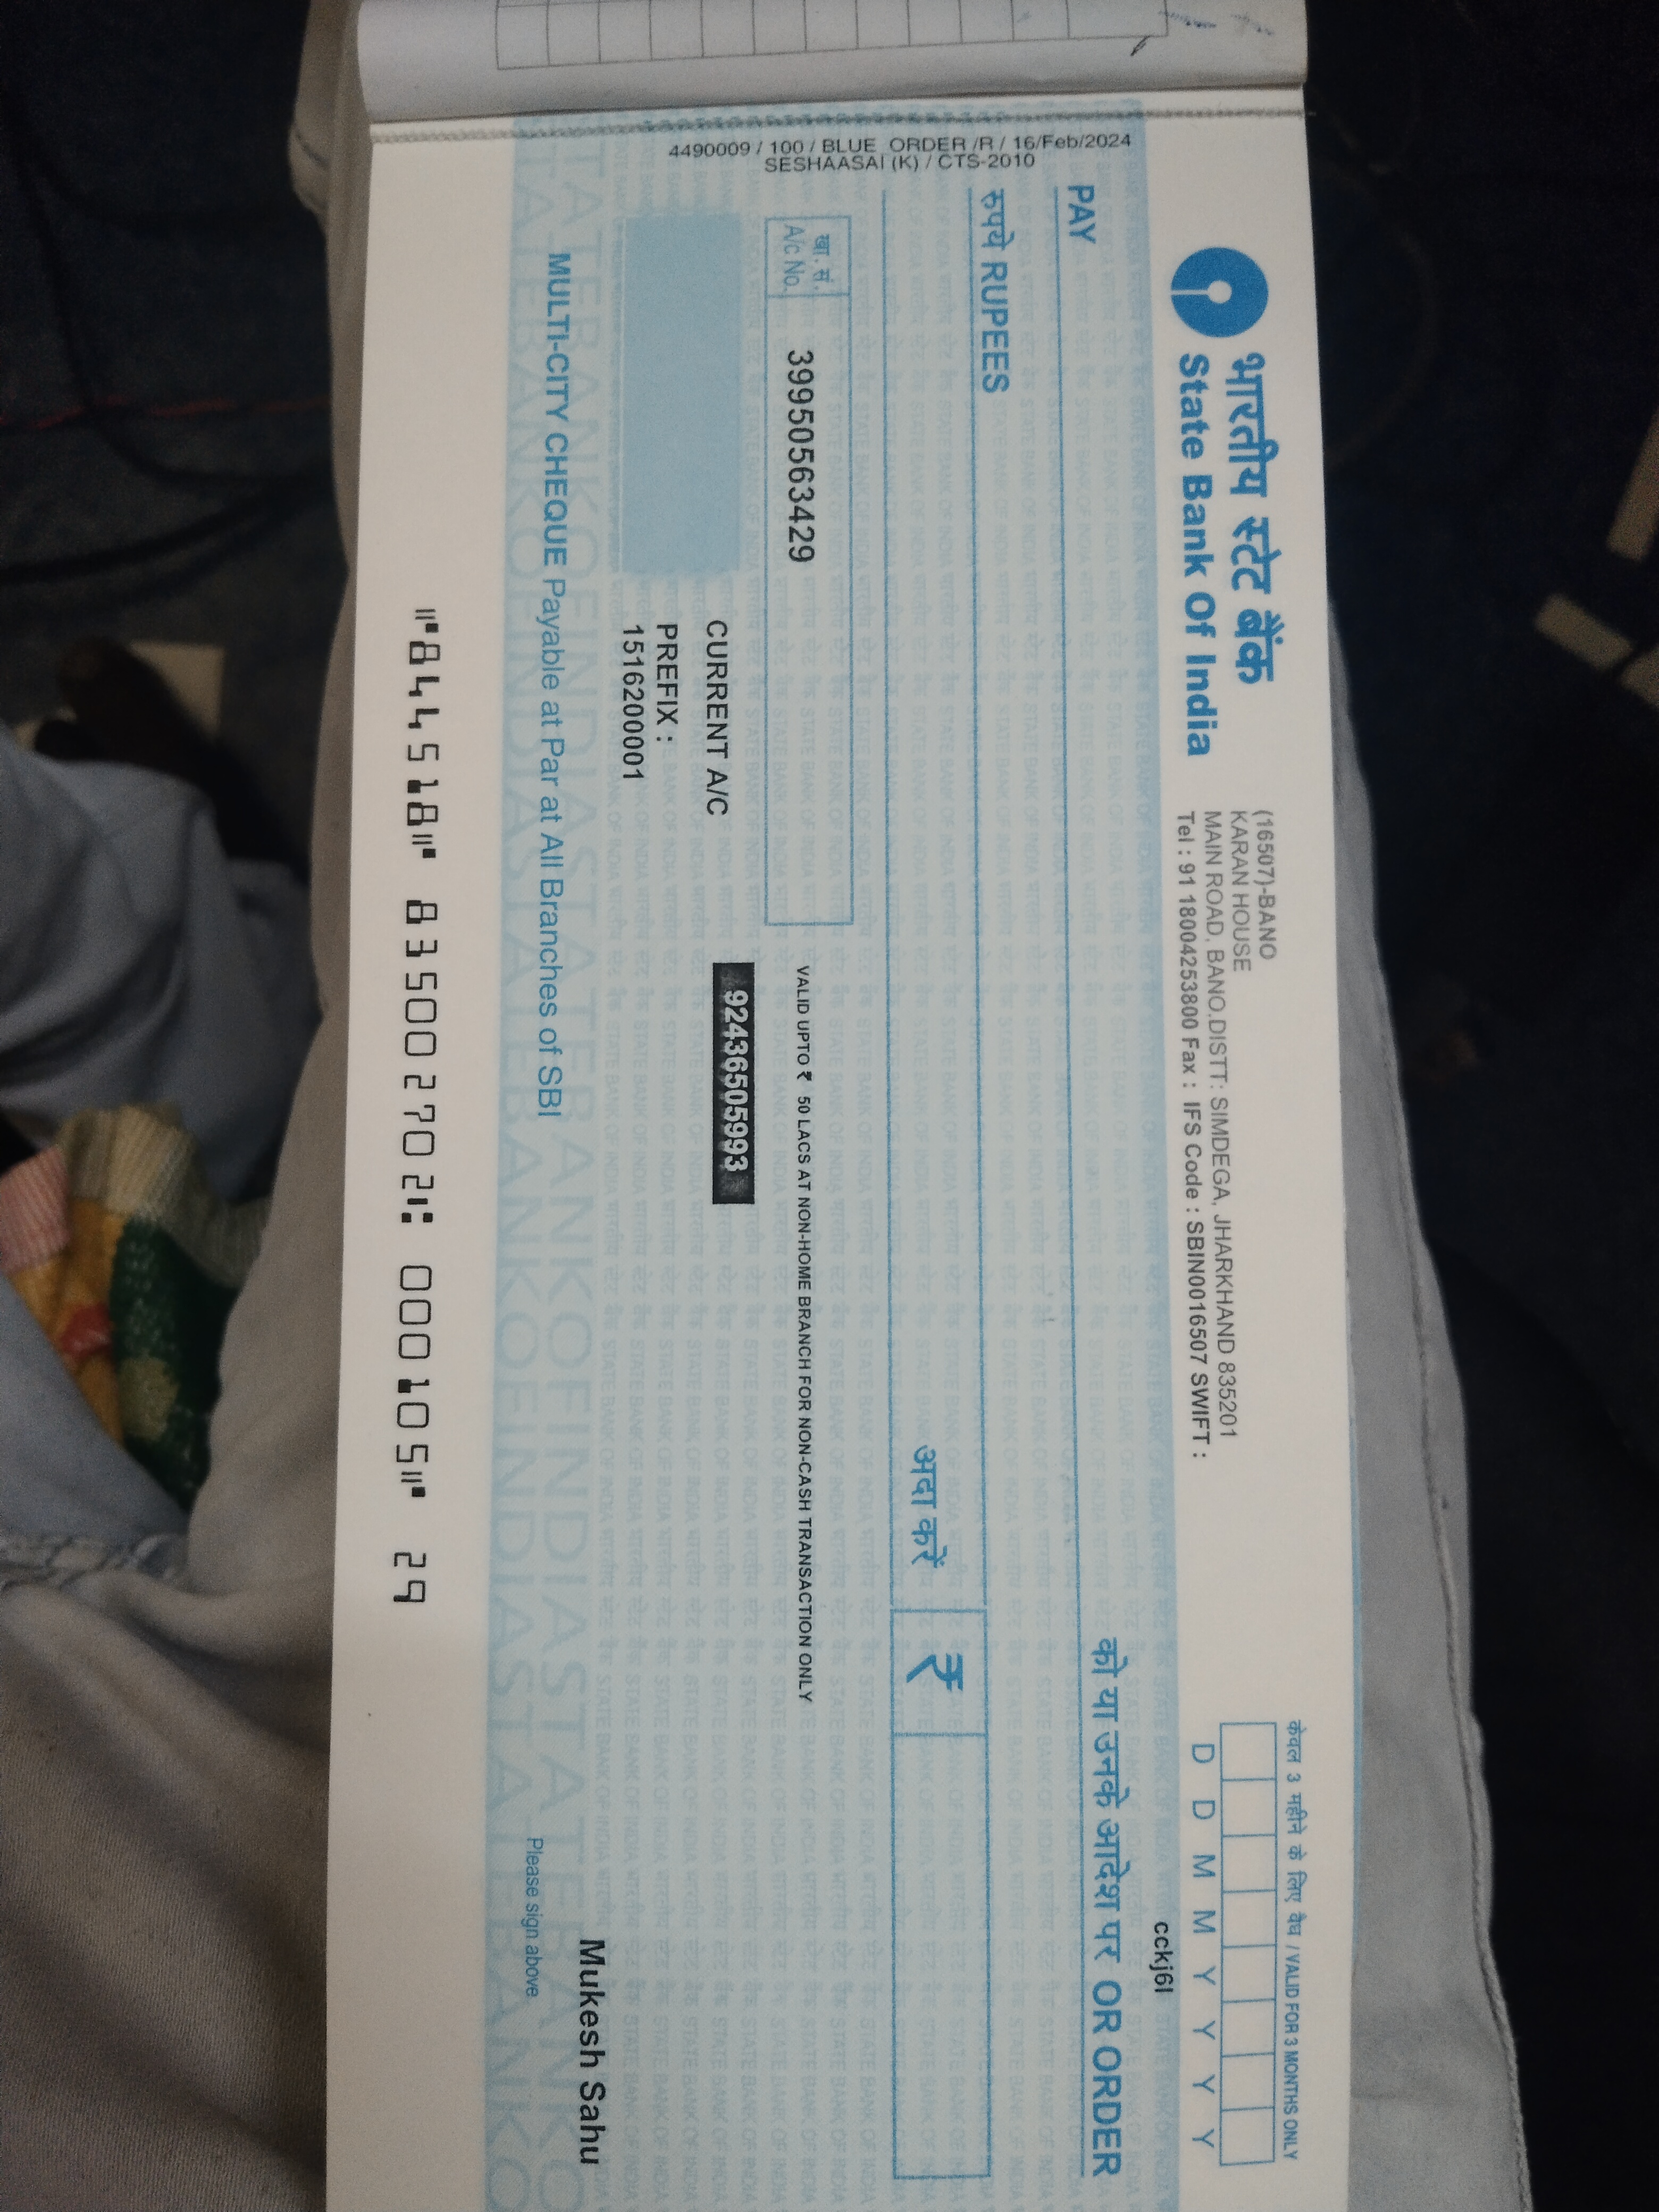 4490009 / 100 / BLUE ORDER /R / 16/Feb/2024
SESHAASAI (K) / CTS-2010
भारतीय स्टेट बैंक
State Bank Of India
(16507)-BANO
KARAN HOUSE
MAIN ROAD, BANO,DISTT: SIMDEGA, JHARKHAND 835201
Tel : 91 18004253800 Fax : IFS Code : SBIN0016507 SWIFT :
केवल 3 महीने के लिए वैध / VALID FOR 3 MONTHS ONLY
D D M M Y Y Y Y
cckj6l
PAY
को या उनके आदेश पर OR ORDER
रुपये RUPEES
अदा करें
₹
खा. सं.
A/c No.
39950563429
VALID UPTO ₹ 50 LACS AT NON-HOME BRANCH FOR NON-CASH TRANSACTION ONLY
CURRENT A/C
92436505993
PREFIX :
1516200001
Mukesh Sahu
MULTI-CITY CHEQUE Payable at Par at All Branches of SBI
Please sign above
⑈844518⑈ 835002702⑆ 000105⑈ 29